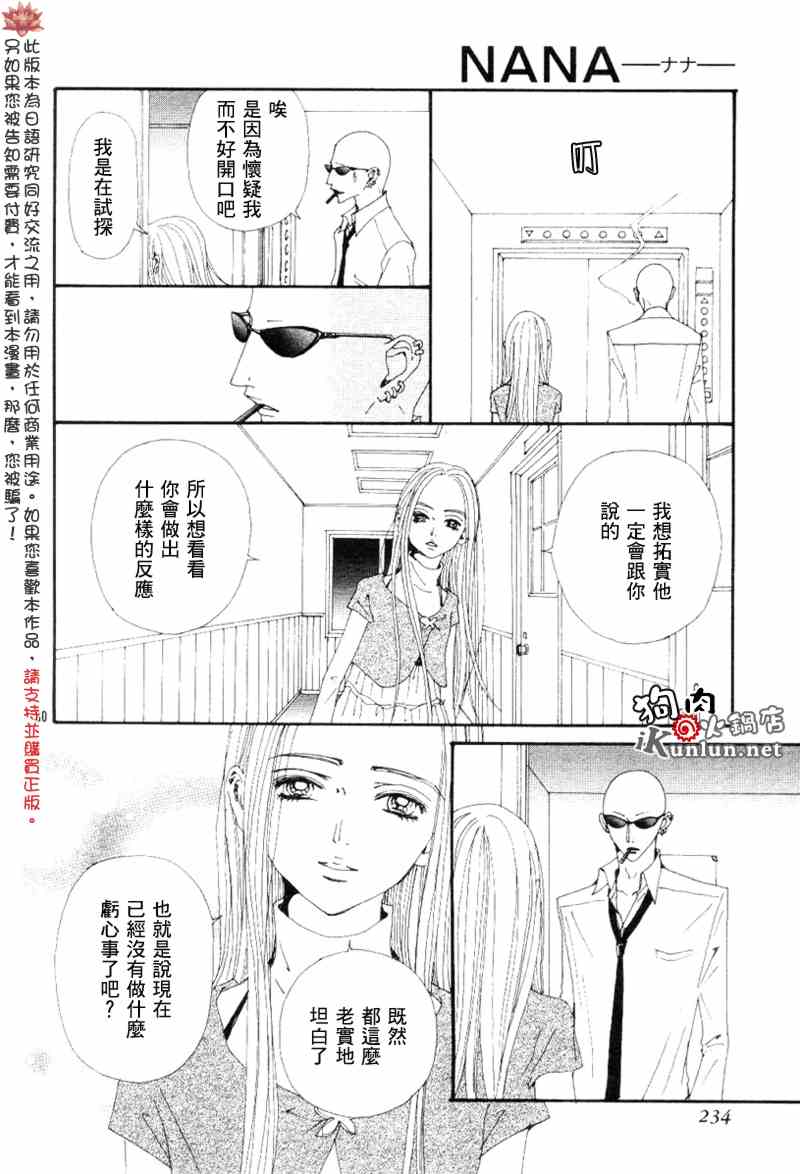 NANA—ナナ—
叮
唉
是因為懷疑我
而不好開口吧
我是在試探
我想拓實他
一定會跟你
說的
所以想看看
你會做出
什麼樣的反應
既然
都這麼
老實地
坦白了
也就是說現在
已經沒有做什麼
虧心事了吧?
234
狗肉火鍋店
iKunlun.net
此版本為日語研究同好交流之用,請勿用於任何商業用途。如果您喜歡本作品,請支持並購買正版。
另如果您被告知需要付費,才能看到本漫畫,那麼,您被騙了!